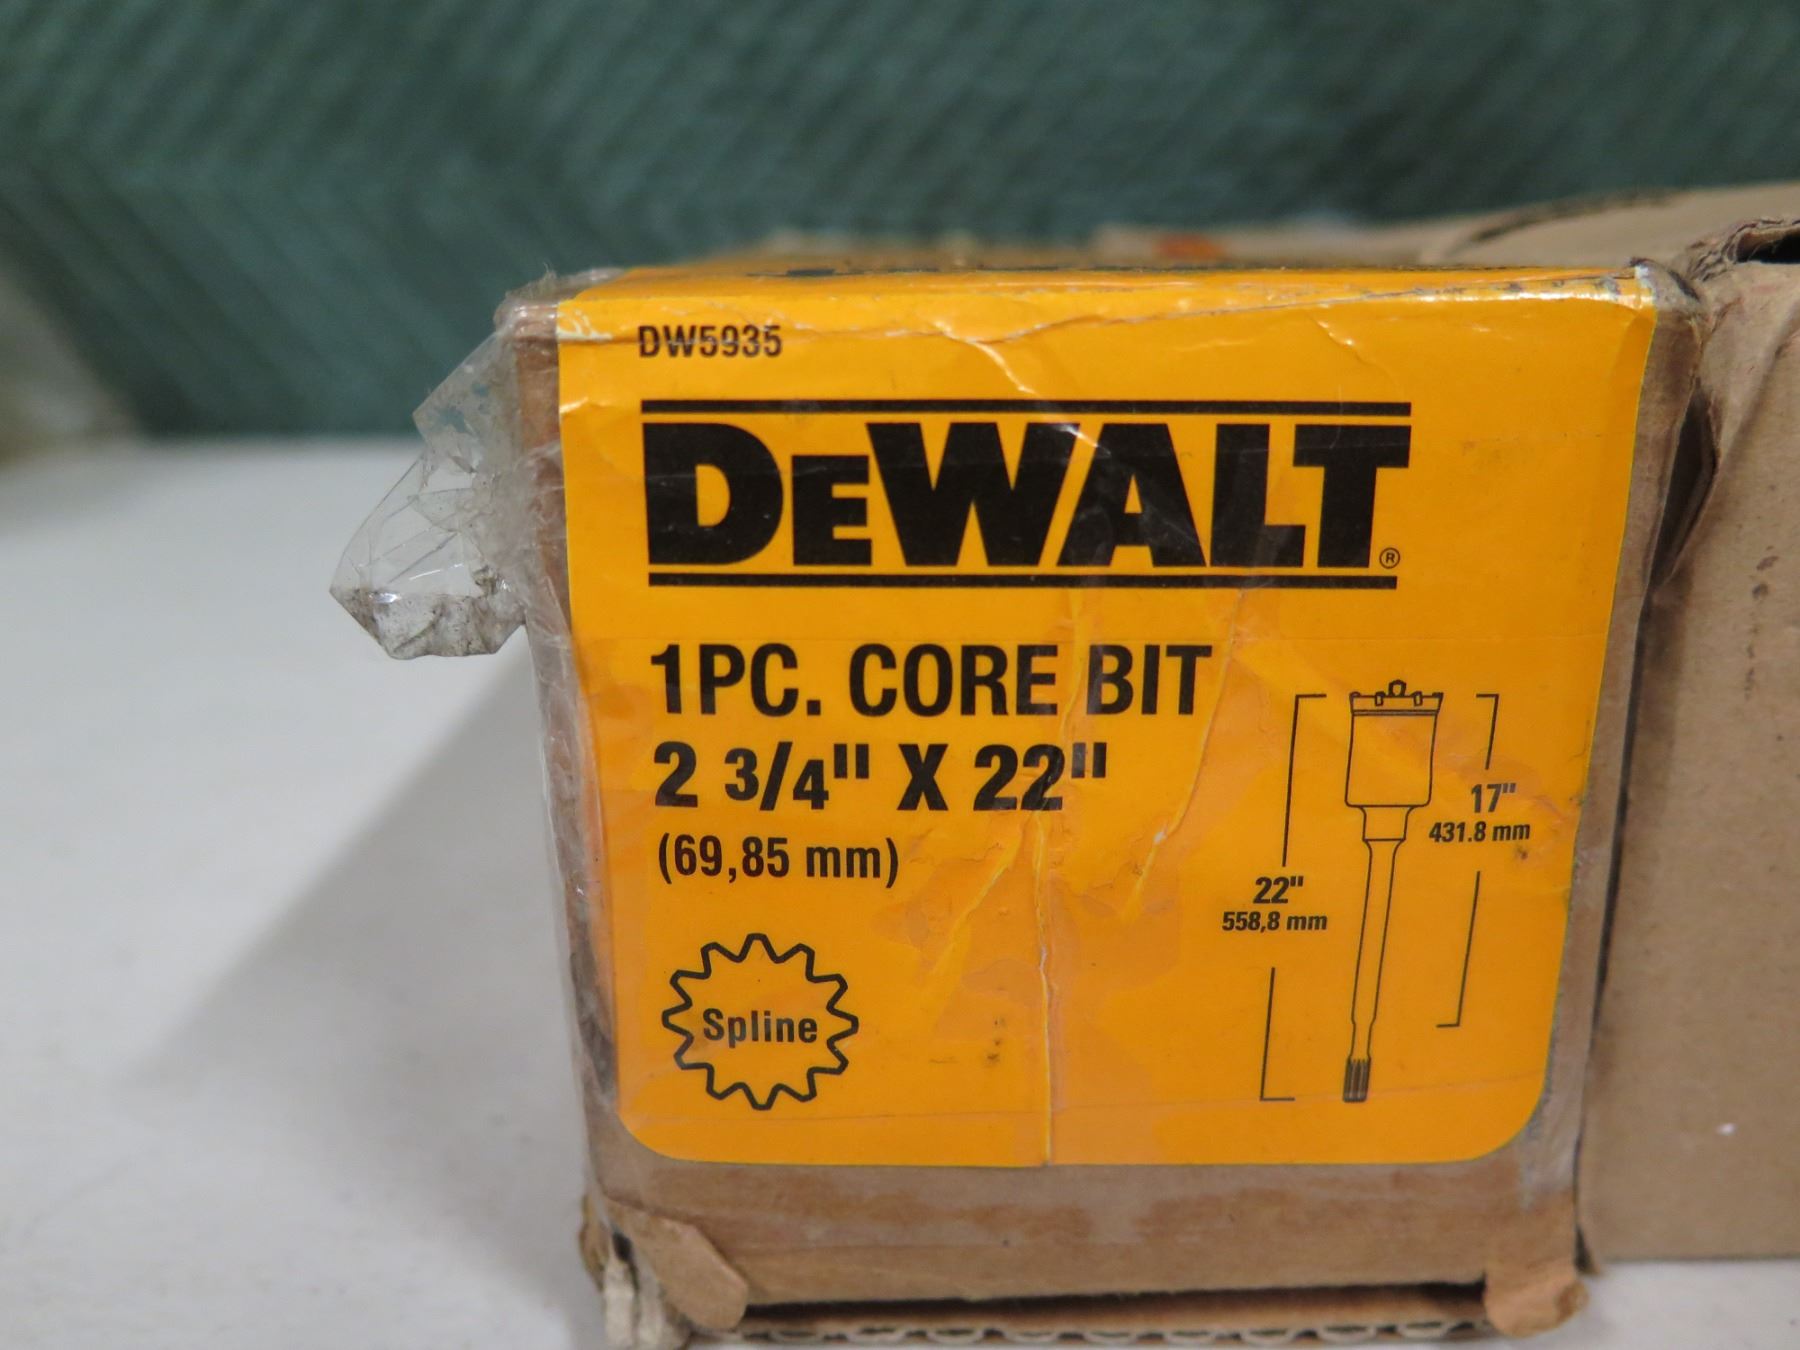 DW5935
DEWALT®
1PC. CORE BIT
2 3/4" X 22"
(69,85 mm)
Spline
22"
558,8 mm
17"
431.8 mm